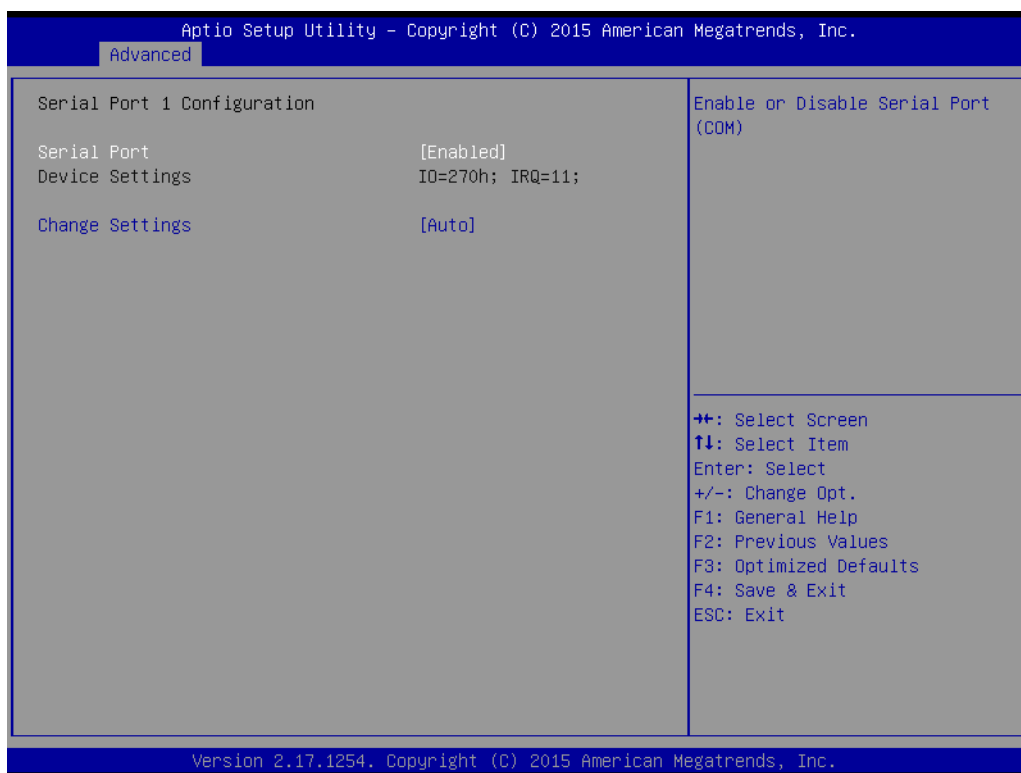 Aptio Setup Utility – Copyright (C) 2015 American Megatrends, Inc.
Advanced
Serial Port 1 Configuration
Serial Port [Enabled]
Device Settings IO=270h; IRQ=11;
Change Settings [Auto]
Enable or Disable Serial Port
(COM)
→←: Select Screen
↑↓: Select Item
Enter: Select
+/-: Change Opt.
F1: General Help
F2: Previous Values
F3: Optimized Defaults
F4: Save & Exit
ESC: Exit
Version 2.17.1254. Copyright (C) 2015 American Megatrends, Inc.